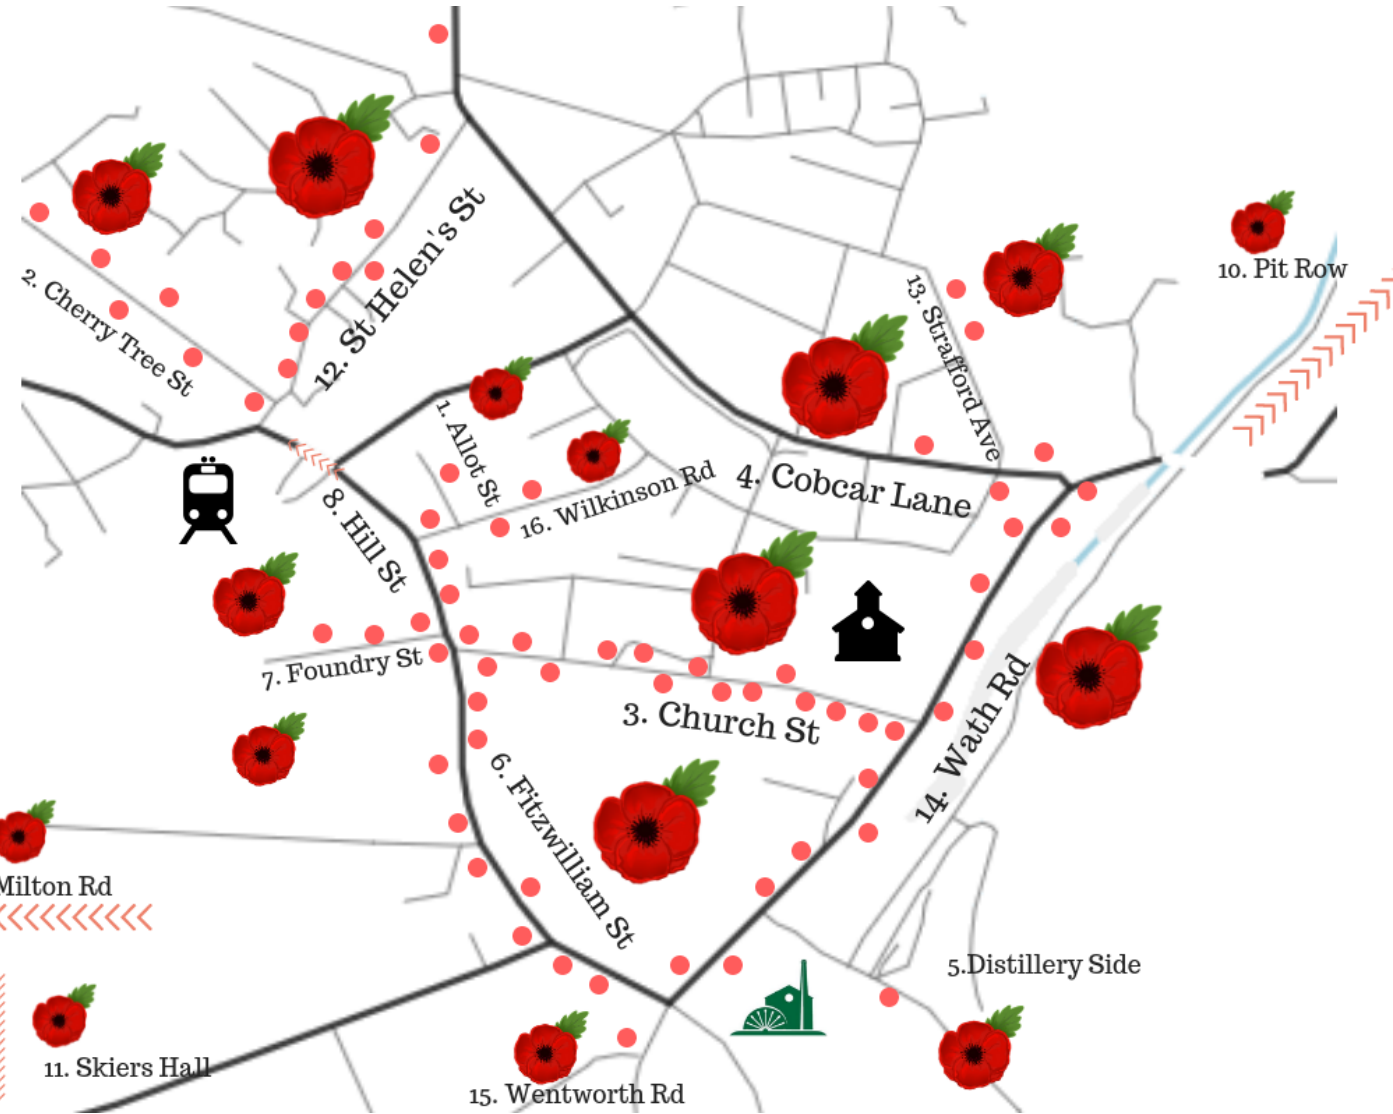 10. Pit Row
2. Cherry Tree St
12. St Helen's St
13. Strafford Ave
1. Allot St
16. Wilkinson Rd
4. Cobcar Lane
8. Hill St
7. Foundry St
3. Church St
14. Wath Rd
6. Fitzwilliam St
Milton Rd
5.Distillery Side
11. Skiers Hall
15. Wentworth Rd